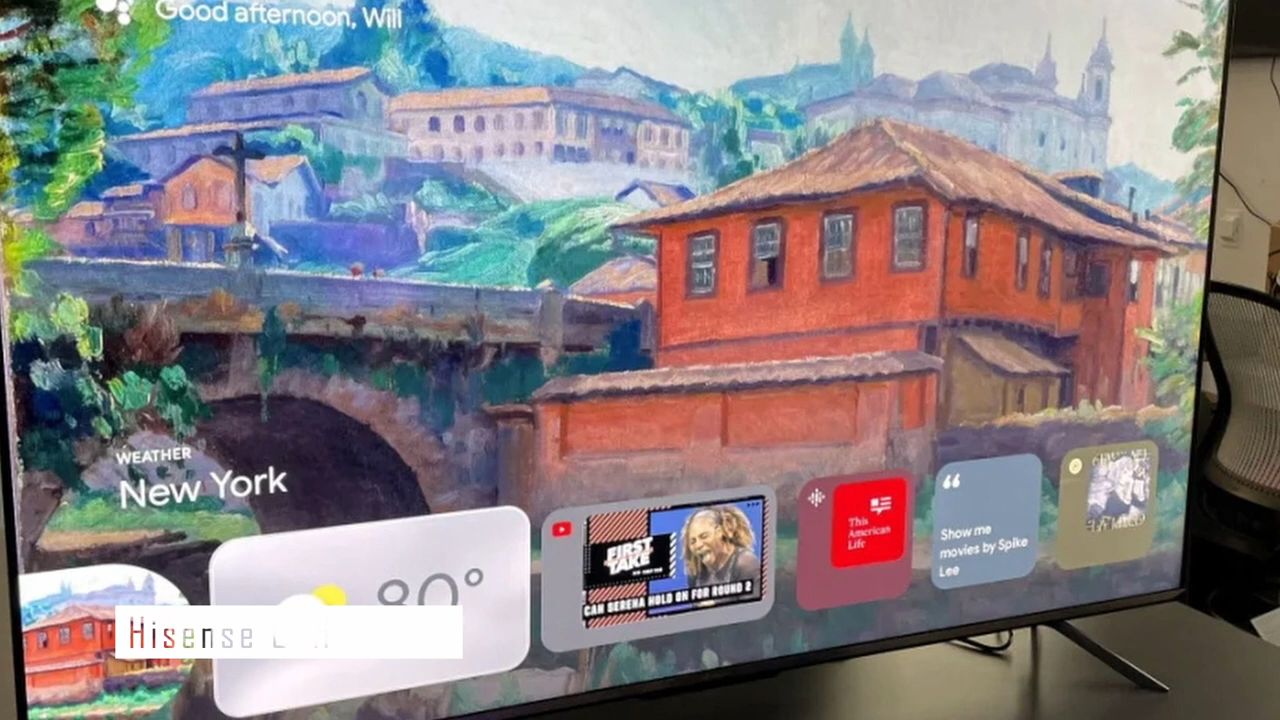 Good afternoon, Will
WEATHER
New York
80°
FIRST
TAKE
CAN SERENA HOLD ON FOR ROUND 2
This
American
Life
“
Show me
movies by Spike
Lee
Hisense